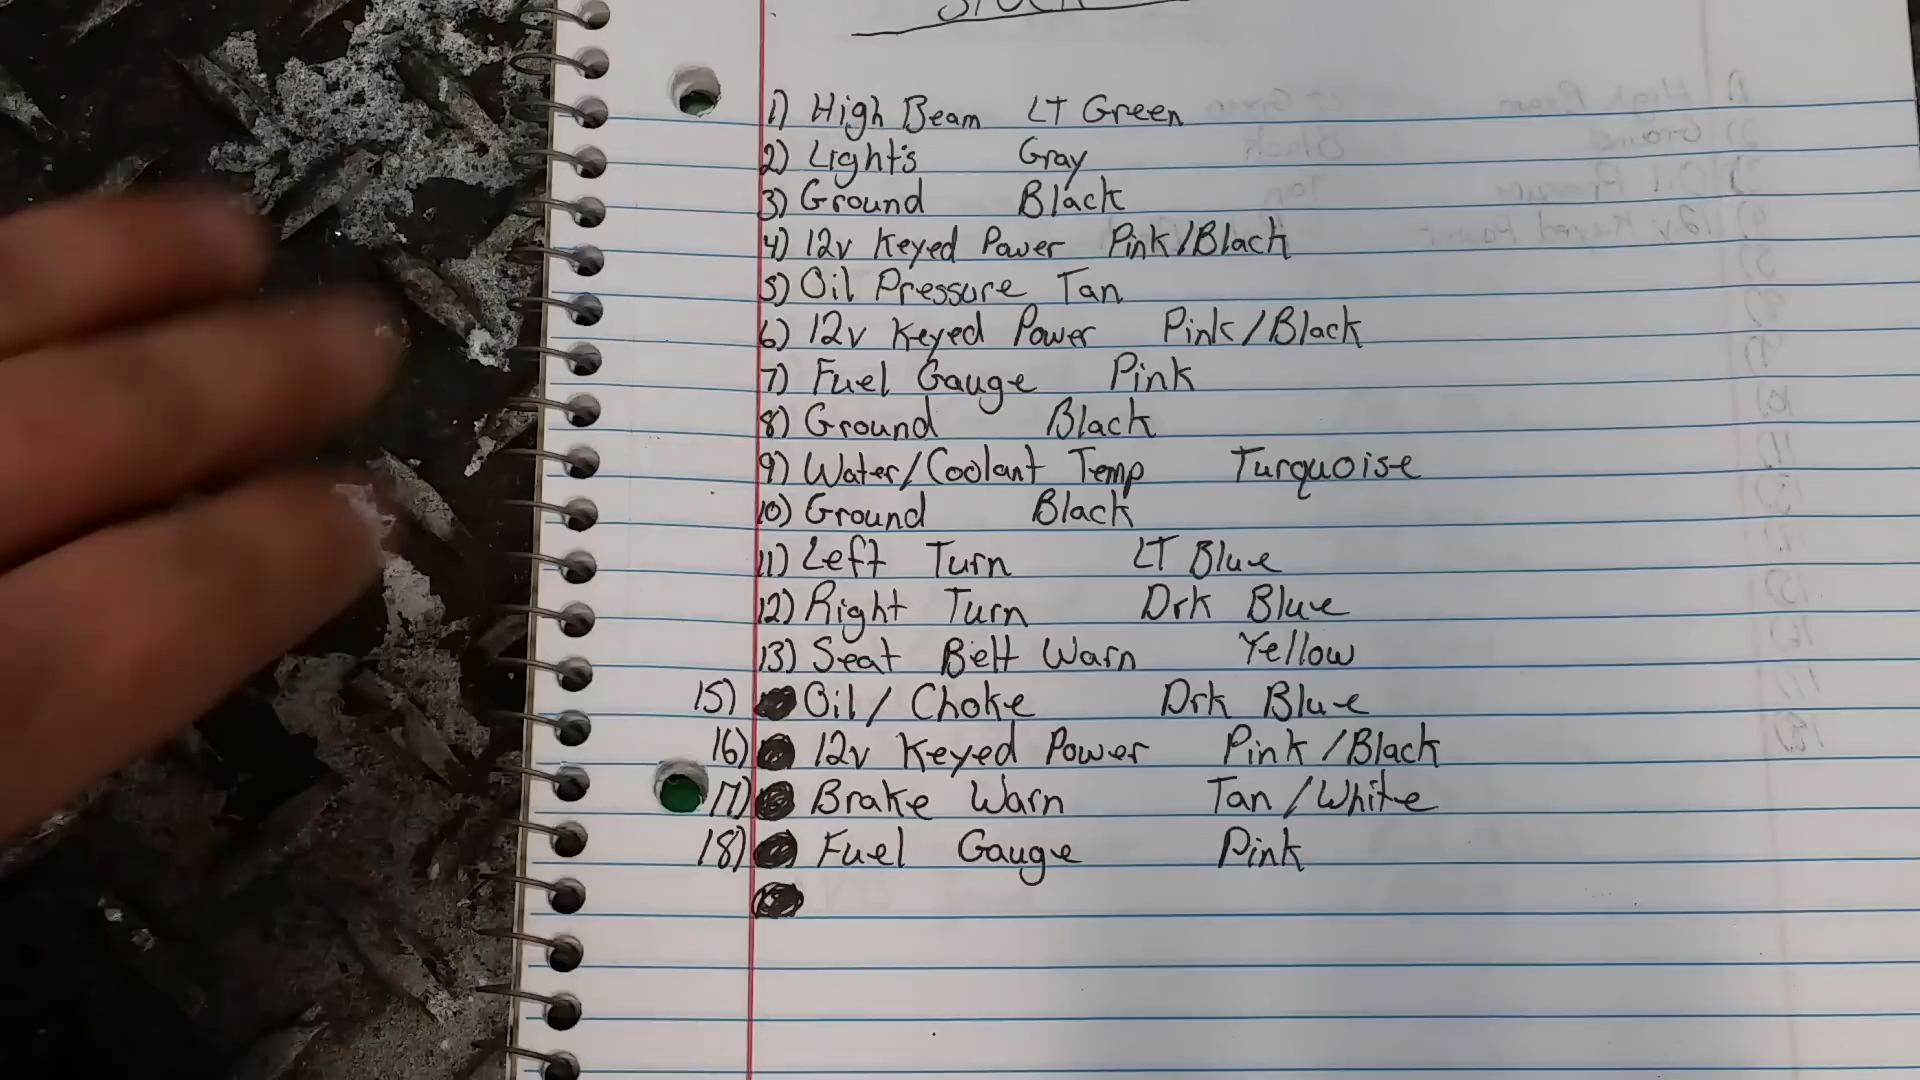 1) High Beam LT Green
2) Light's Gray
3) Ground Black
4) 12v Keyed Power Pink/Black
5) Oil Pressure Tan
6) 12v Keyed Power Pink/Black
7) Fuel Gauge Pink
8) Ground Black
9) Water/Coolant Temp Turquoise
10) Ground Black
11) Left Turn LT Blue
12) Right Turn Drk Blue
13) Seat Belt Warn Yellow
15) Oil/Choke Drk Blue
16) 12v Keyed Power Pink/Black
17) Brake Warn Tan/White
18) Fuel Gauge Pink